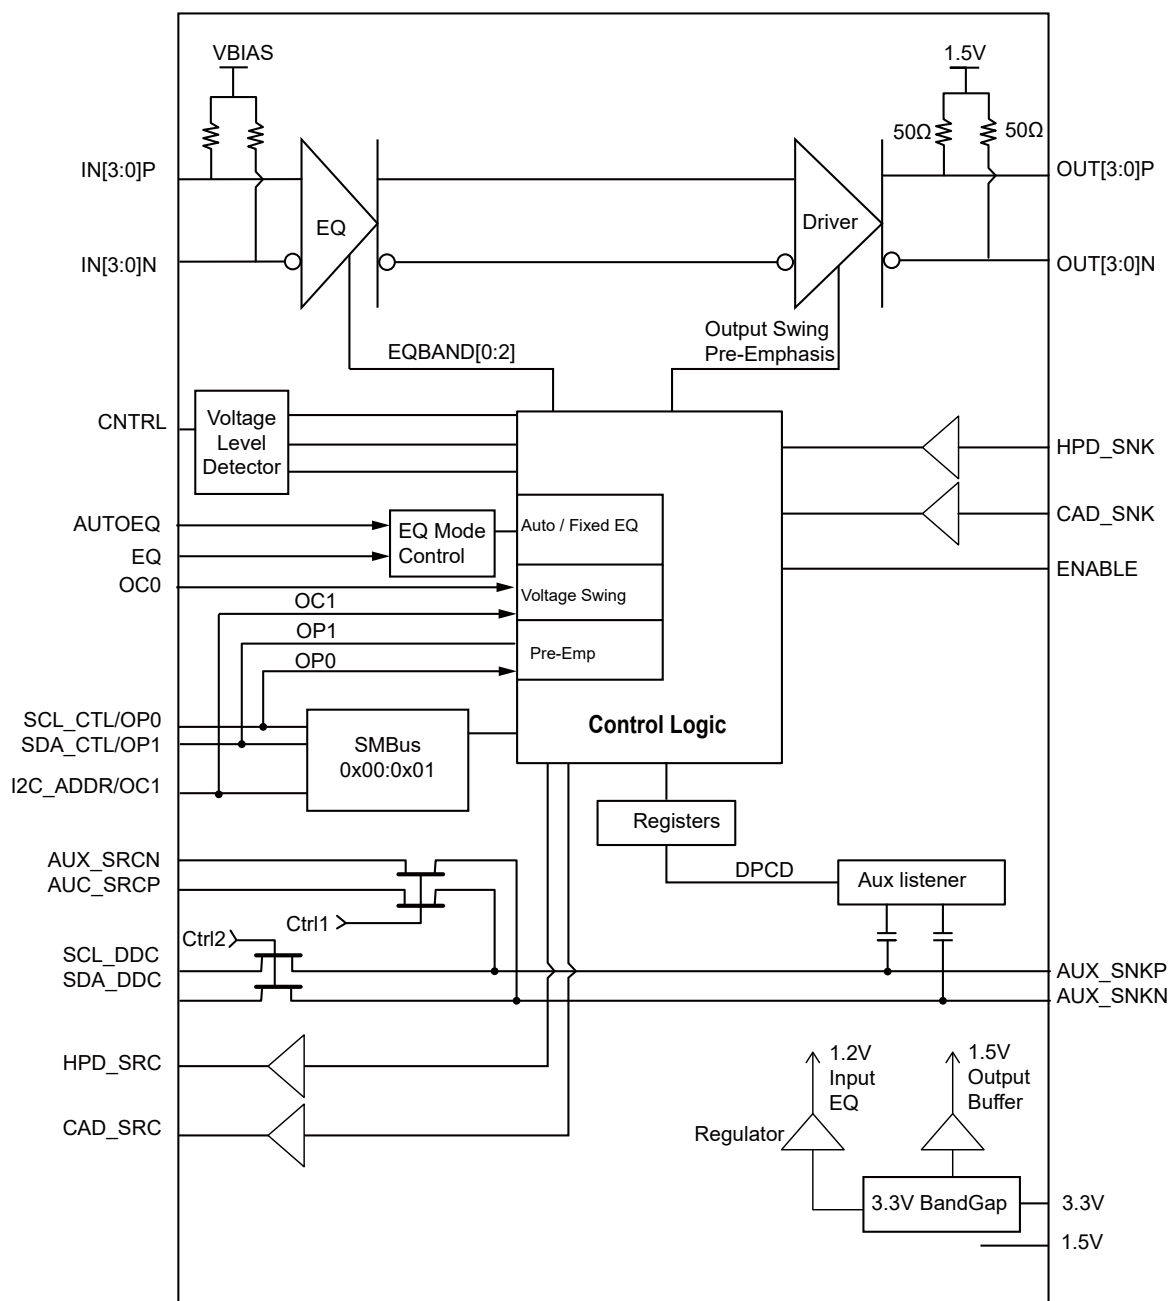 VBIAS
1.5V
50Ω
50Ω
IN[3:0]P
OUT[3:0]P
EQ
Driver
IN[3:0]N
OUT[3:0]N
Output Swing
Pre-Emphasis
EQBAND[0:2]
CNTRL
Voltage
Level
Detector
HPD_SNK
AUTOEQ
EQ
EQ Mode
Control
Auto / Fixed EQ
CAD_SNK
ENABLE
OC0
OC1
Voltage Swing
OP1
OP0
Pre-Emp
SCL_CTL/OP0
SDA_CTL/OP1
I2C_ADDR/OC1
SMBus
0x00:0x01
Control Logic
Registers
AUX_SRCN
AUC_SRCP
DPCD
Aux listener
Ctrl1
Ctrl2
SCL_DDC
SDA_DDC
AUX_SNKP
AUX_SNKN
HPD_SRC
CAD_SRC
1.2V
Input
EQ
1.5V
Output
Buffer
Regulator
3.3V BandGap
3.3V
1.5V